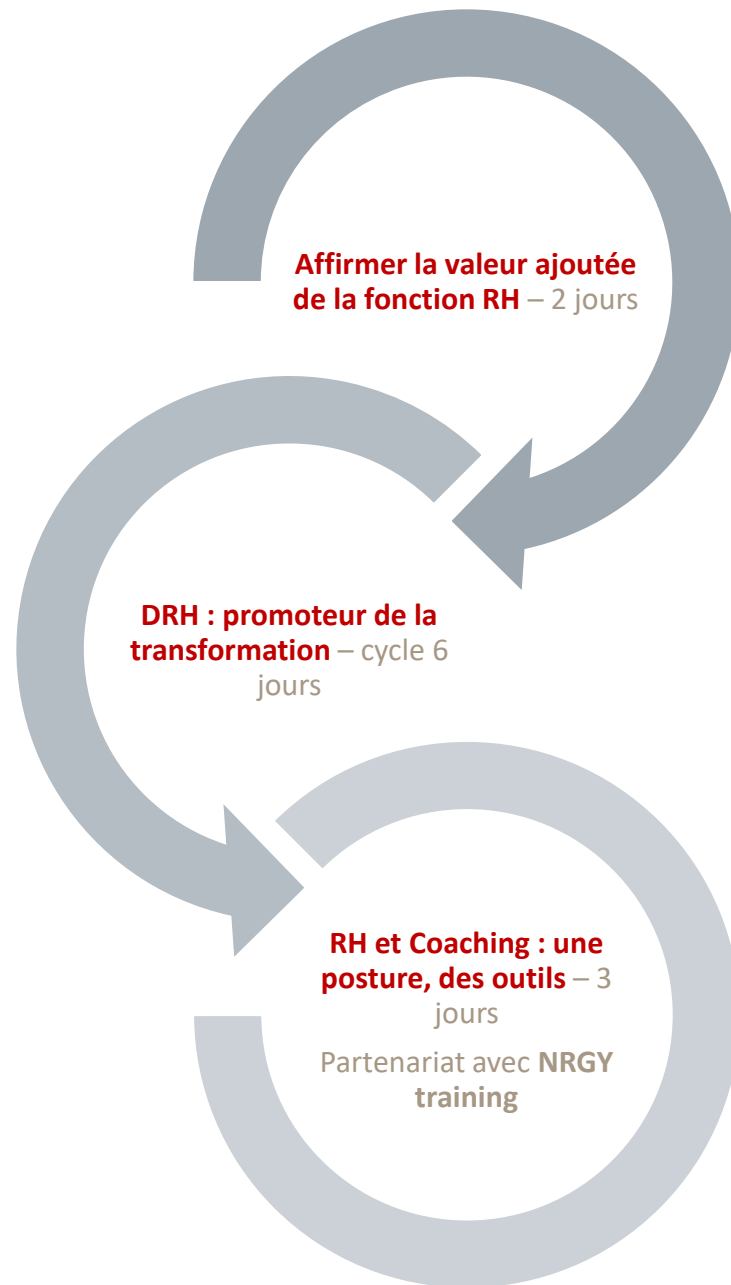 Affirmer la valeur ajoutée
de la fonction RH – 2 jours
DRH : promoteur de la
transformation – cycle 6
jours
RH et Coaching : une
posture, des outils – 3
jours
Partenariat avec NRGY
training